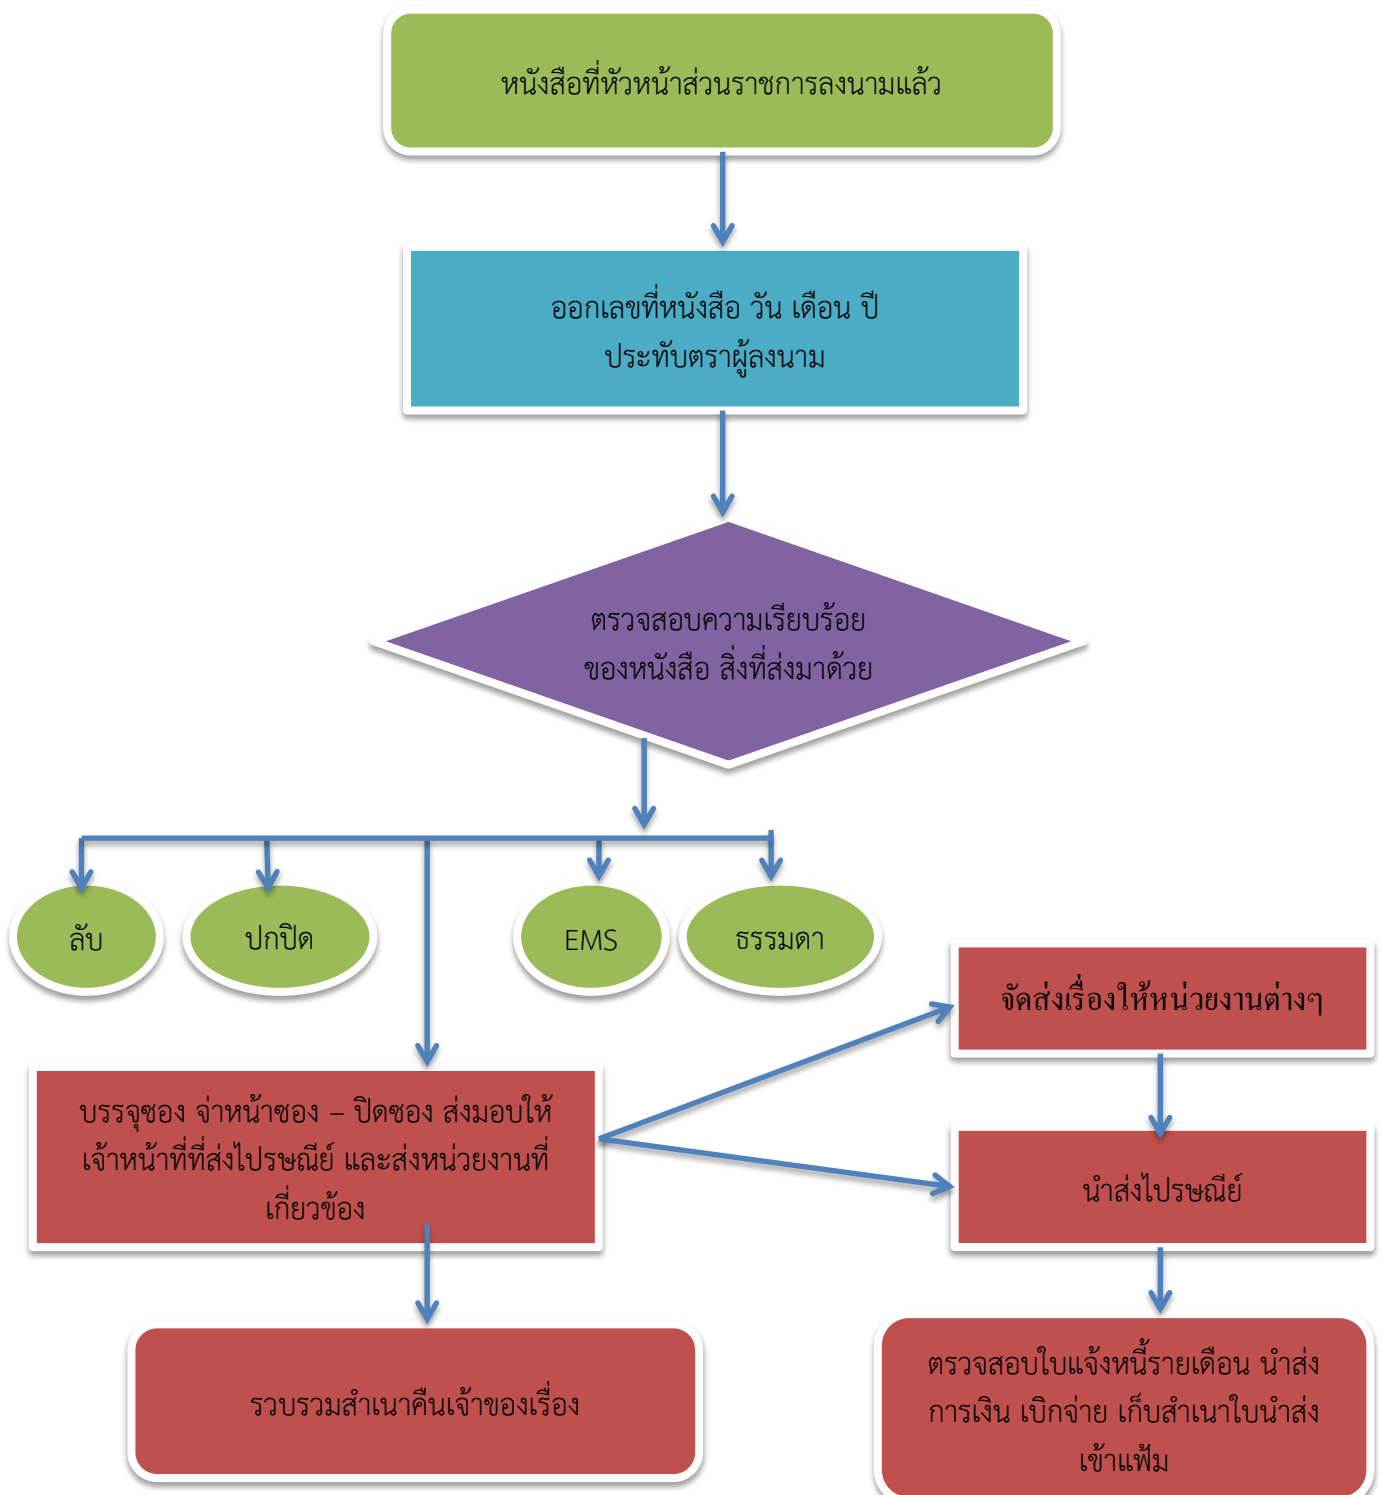 หนังสือที่หัวหน้าส่วนราชการลงนามแล้ว
ออกเลขที่หนังสือ วัน เดือน ปี
ประทับตราผู้ลงนาม
ตรวจสอบความเรียบร้อย
ของหนังสือ สิ่งที่ส่งมาด้วย
ลับ
ปกปิด
EMS
ธรรมดา
จัดส่งเรื่องให้หน่วยงานต่างๆ
บรรจุซอง จ่าหน้าซอง – ปิดซอง ส่งมอบให้
เจ้าหน้าที่ที่ส่งไปรษณีย์ และส่งหน่วยงานที่
เกี่ยวข้อง
นำส่งไปรษณีย์
รวบรวมสำเนาคืนเจ้าของเรื่อง
ตรวจสอบใบแจ้งหนี้รายเดือน นำส่ง
การเงิน เบิกจ่าย เก็บสำเนาใบนำส่ง
เข้าแฟ้ม